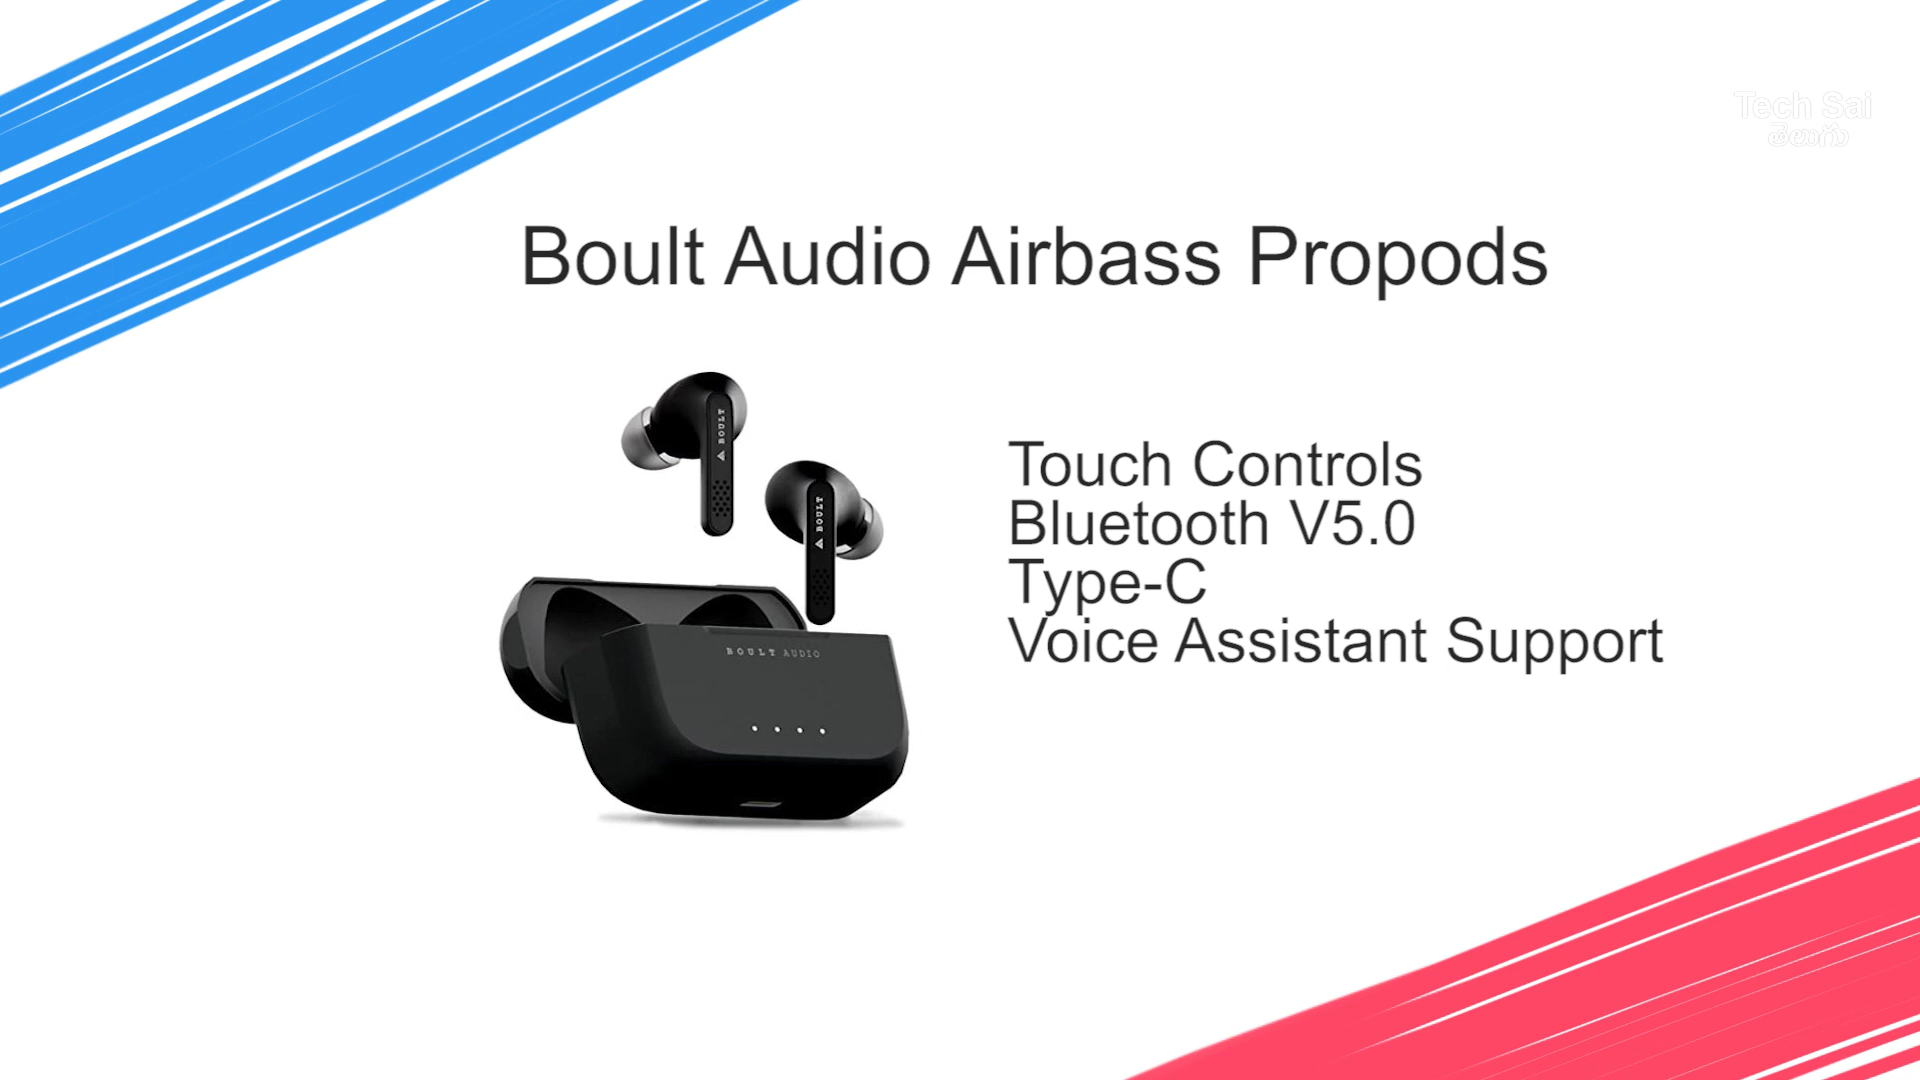 Tech Sai
తెలుగు
Boult Audio Airbass Propods
BOULT
BOULT
Touch Controls
Bluetooth V5.0
Type-C
Voice Assistant Support
BOULT AUDIO